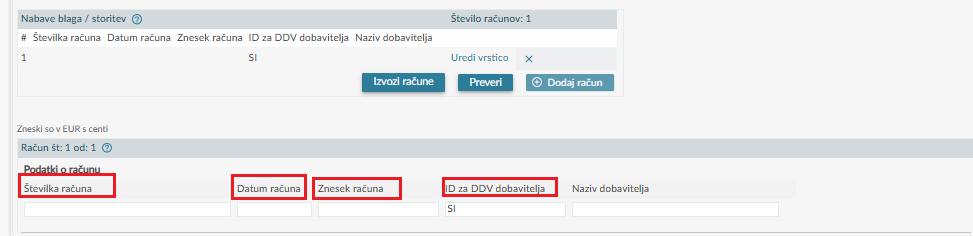 Nabave blaga / storitev ? Število računov: 1
# Številka računa Datum računa Znesek računa ID za DDV dobavitelja Naziv dobavitelja
1 SI Uredi vrstico ×
Izvozi račune Preveri + Dodaj račun
Zneski so v EUR s centi
Račun št: 1 od: 1 ?
Podatki o računu
Številka računa Datum računa Znesek računa ID za DDV dobavitelja Naziv dobavitelja
SI